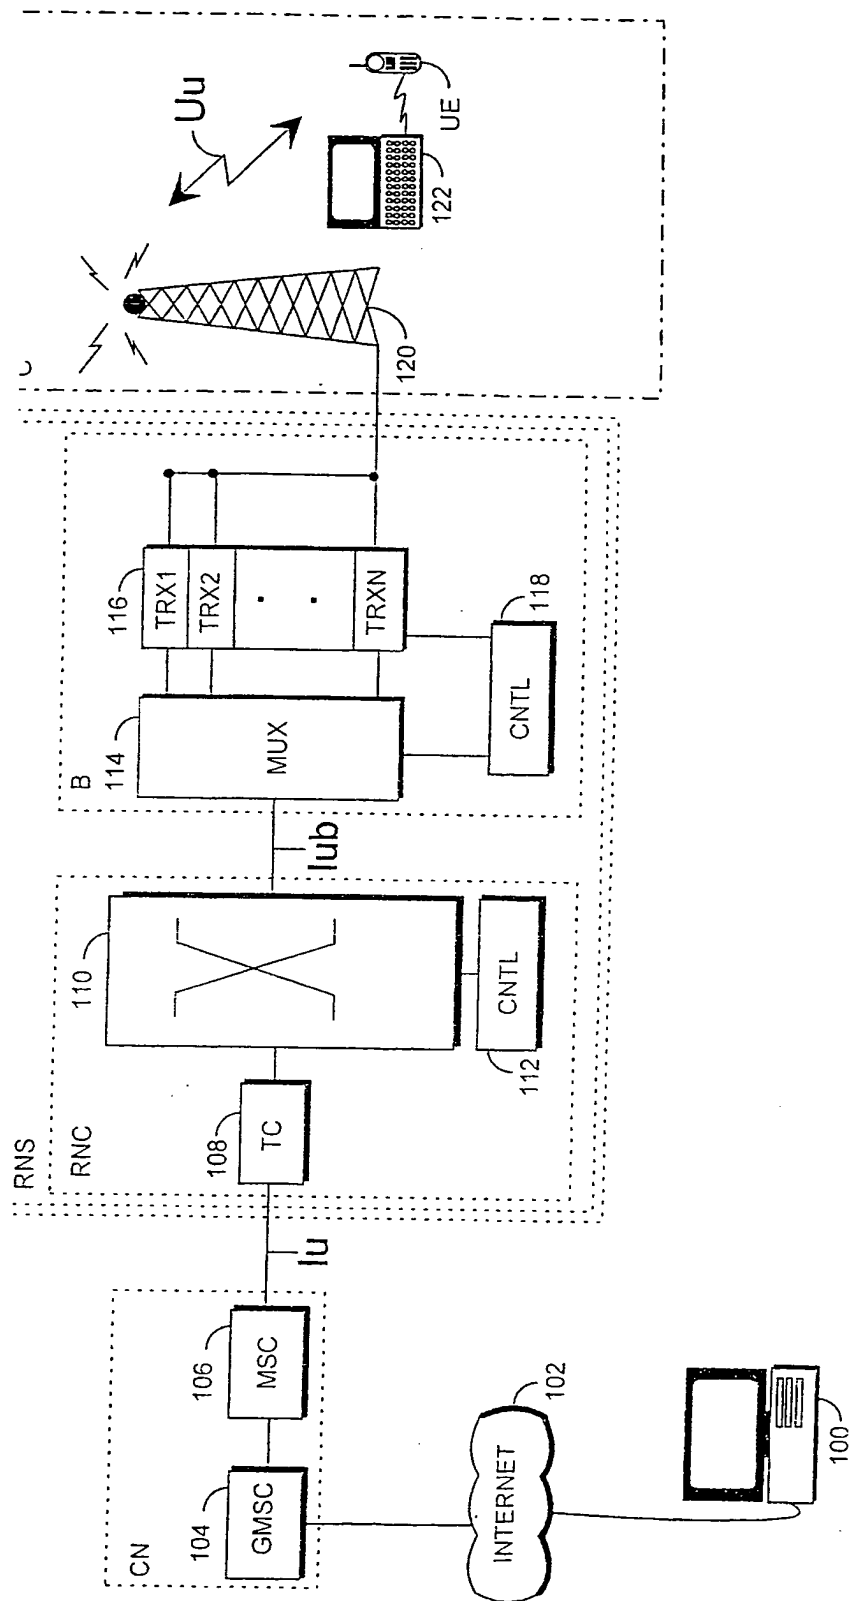 Uu
UE
122
120
116
TRX1
TRX2
. .
TRXN
118
CNTL
114
MUX
B
Iub
110
CNTL
112
108
TC
RNC
RNS
Iu
106
MSC
104
GMSC
CN
102
INTERNET
100